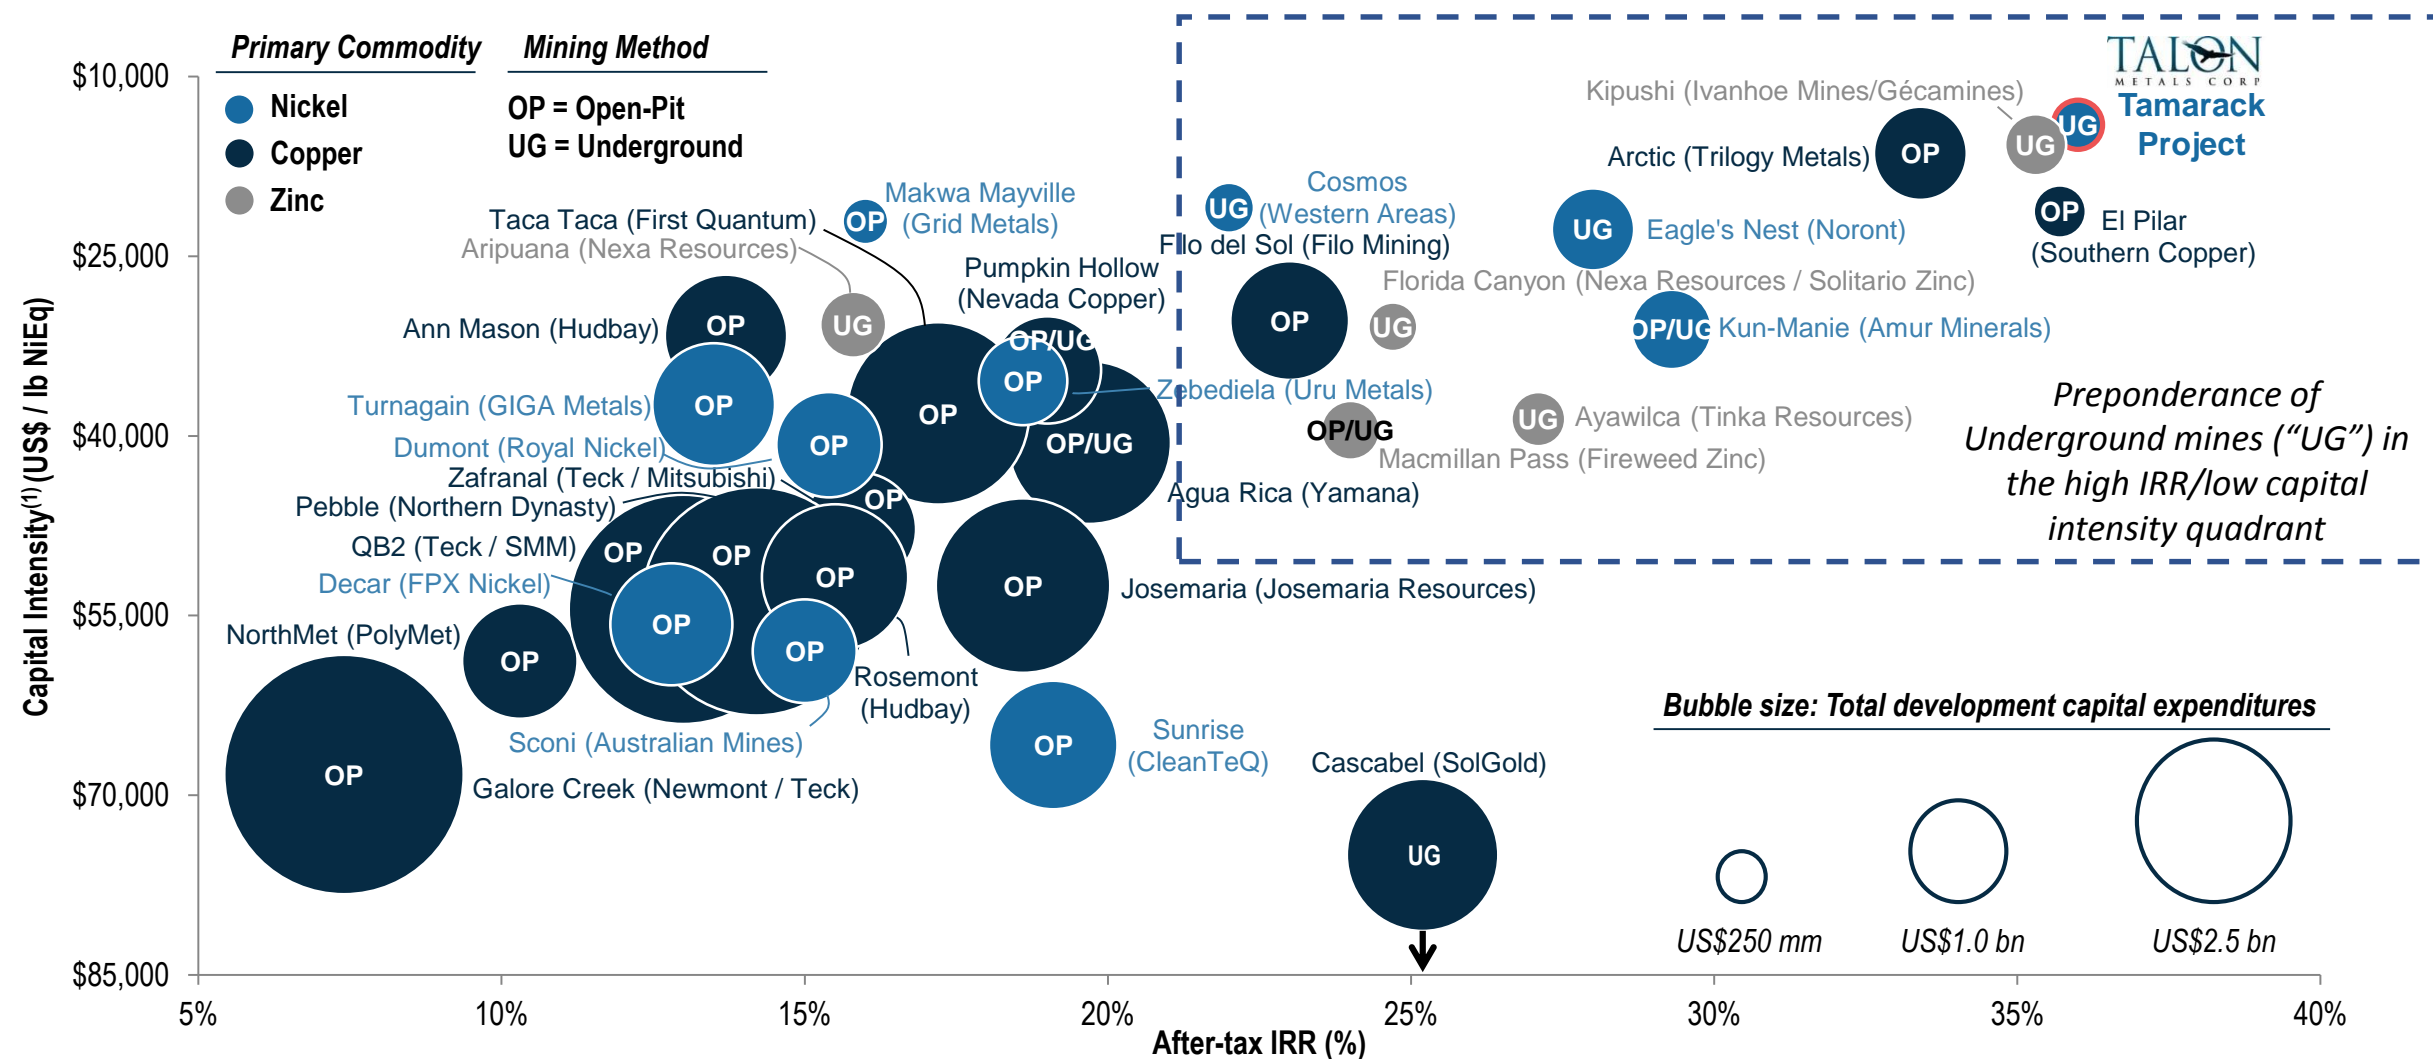 Primary Commodity
Nickel
Copper
Zinc
Mining Method
OP = Open-Pit
UG = Underground
Capital Intensity(1) (US$ / lb NiEq)
$10,000
$25,000
$40,000
$55,000
$70,000
$85,000
5%
10%
15%
20%
25%
30%
35%
40%
After-tax IRR (%)
TALON
METALS CORP
Tamarack
Project
UG
Kipushi (Ivanhoe Mines/Gécamines)
UG
Arctic (Trilogy Metals)
OP
OP
El Pilar
(Southern Copper)
Makwa Mayville
(Grid Metals)
OP
Cosmos
(Western Areas)
UG
Taca Taca (First Quantum)
OP
Aripuana (Nexa Resources)
UG
Filo del Sol (Filo Mining)
OP
UG
Eagle's Nest (Noront)
Pumpkin Hollow
(Nevada Copper)
OP/UG
Florida Canyon (Nexa Resources / Solitario Zinc)
UG
Ann Mason (Hudbay)
OP
OP/UG
Kun-Manie (Amur Minerals)
Turnagain (GIGA Metals)
OP
OP
Zebediela (Uru Metals)
Dumont (Royal Nickel)
OP
OP/UG
Agua Rica (Yamana)
OP/UG
Macmillan Pass (Fireweed Zinc)
UG
Ayawilca (Tinka Resources)
Preponderance of
Underground mines (“UG”) in
the high IRR/low capital
intensity quadrant
Zafranal (Teck / Mitsubishi)
OP
Pebble (Northern Dynasty)
OP
QB2 (Teck / SMM)
OP
Decar (FPX Nickel)
OP
OP
Rosemont
(Hudbay)
OP
Josemaria (Josemaria Resources)
NorthMet (PolyMet)
OP
OP
Sconi (Australian Mines)
OP
Galore Creek (Newmont / Teck)
OP
Sunrise
(CleanTeQ)
Cascabel (SolGold)
UG
Bubble size: Total development capital expenditures
US$250 mm
US$1.0 bn
US$2.5 bn